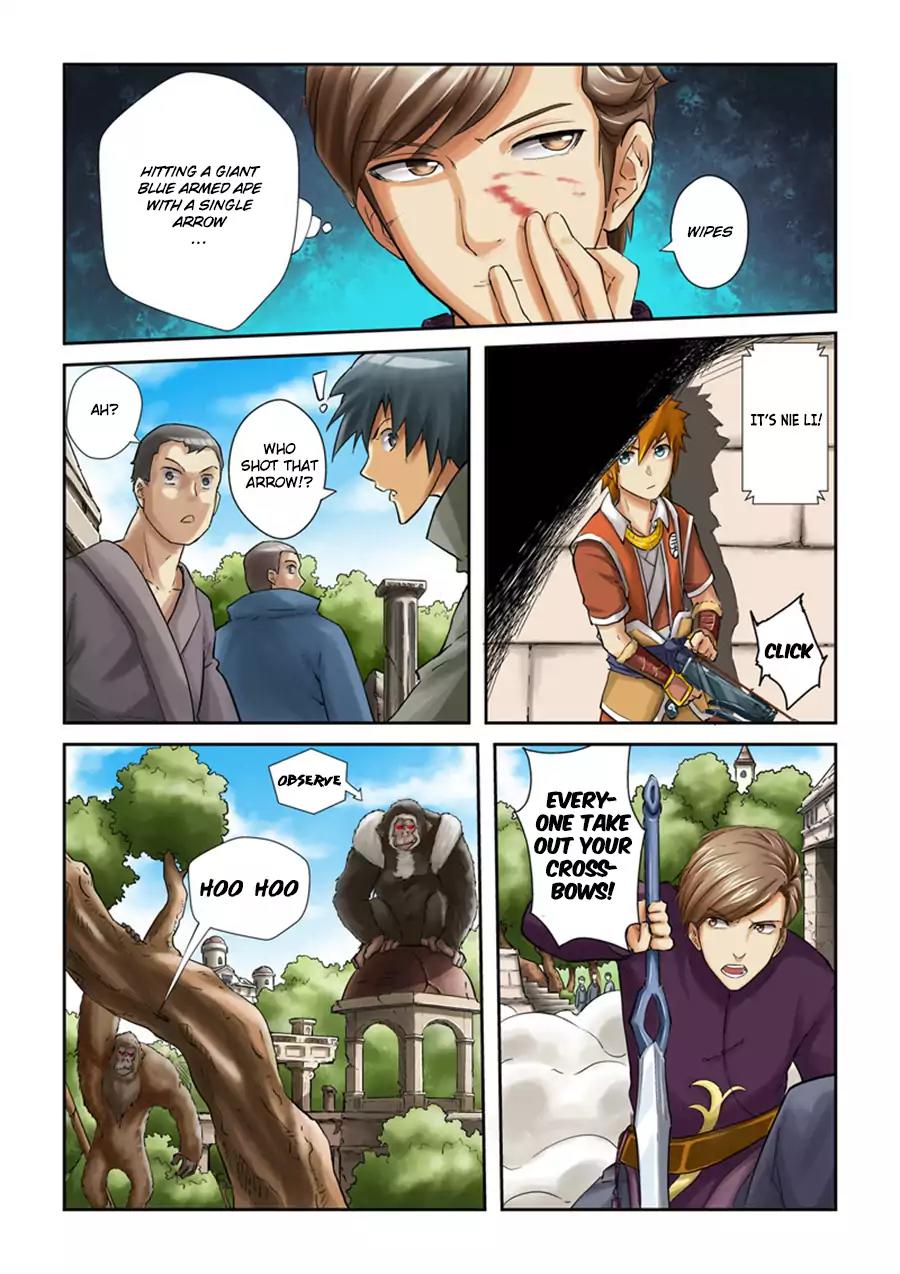 HITTING A GIANT
BLUE ARMED APE
WITH A SINGLE
ARROW
...
WIPES
AH?
WHO
SHOT THAT
ARROW!?
!
IT'S NIE LI!
CLICK
OBSERVE
HOO HOO
EVERY-
ONE TAKE
OUT YOUR
CROSS-
BOWS!